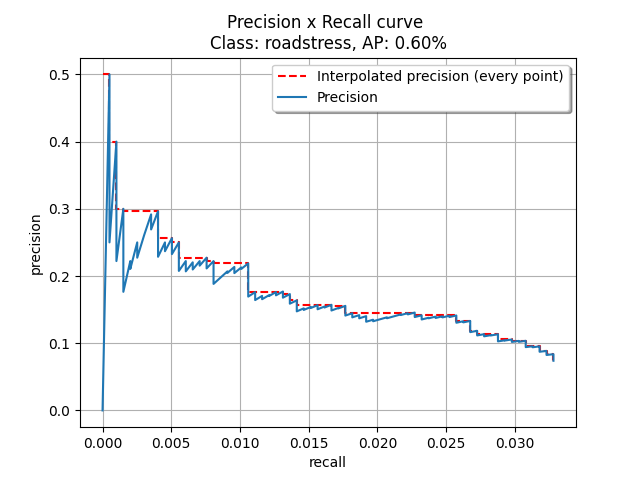 Precision x Recall curve
Class: roadstress, AP: 0.60%
Interpolated precision (every point)
Precision
0.5
0.4
0.3
0.2
0.1
0.0
precision
0.000 0.005 0.010 0.015 0.020 0.025 0.030
recall